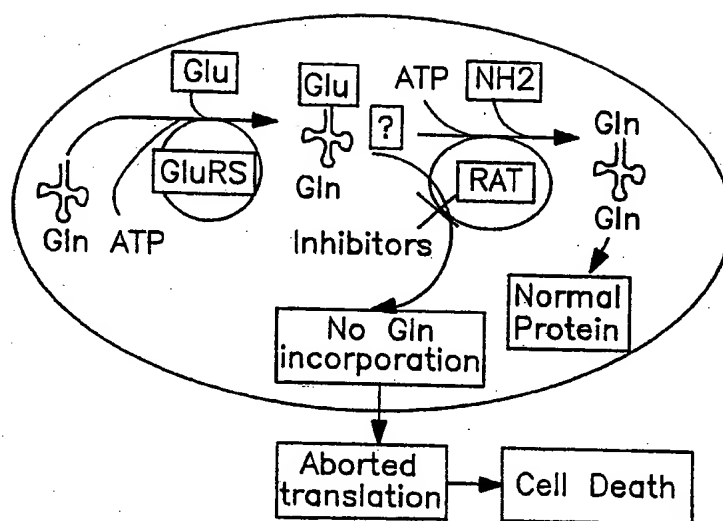 Glu
Glu
ATP
NH2
?
Gln
GluRS
RAT
Gln
ATP
Gln
Gln
Inhibitors
Normal
Protein
No Gln
incorporation
Aborted
translation
Cell Death